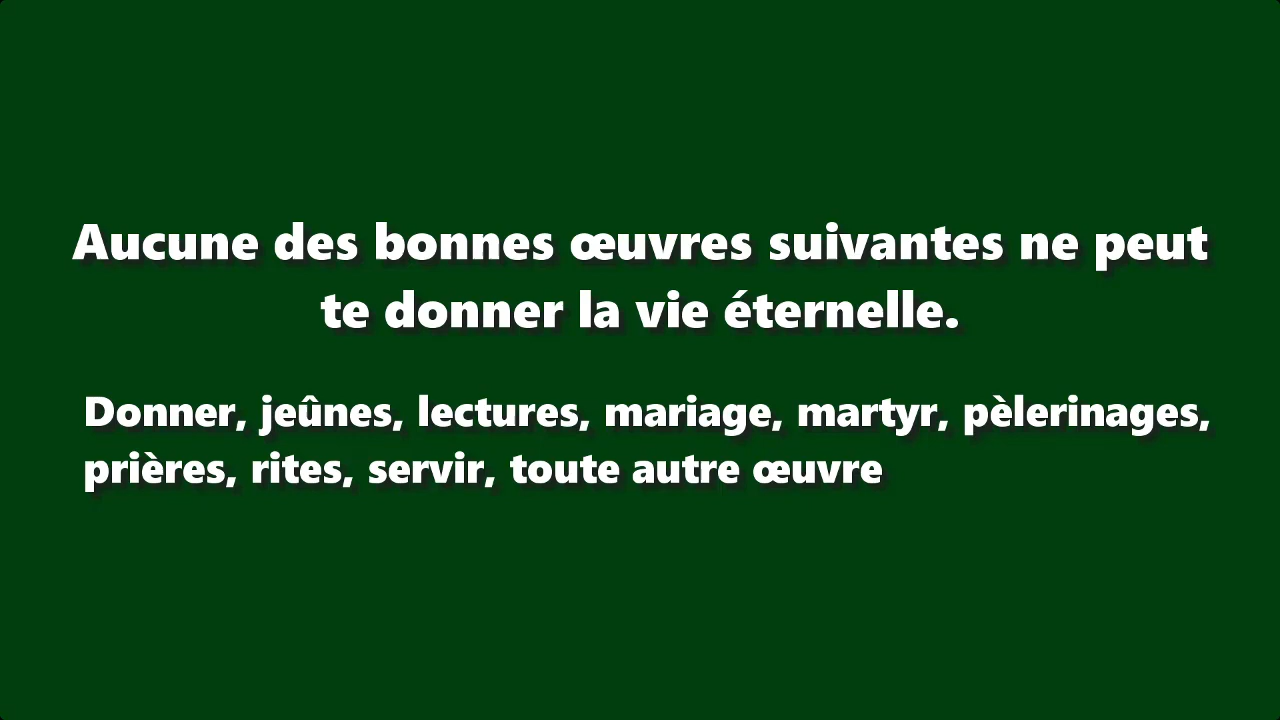 Aucune des bonnes œuvres suivantes ne peut
te donner la vie éternelle.
Donner, jeûnes, lectures, mariage, martyr, pèlerinages,
prières, rites, servir, toute autre œuvre